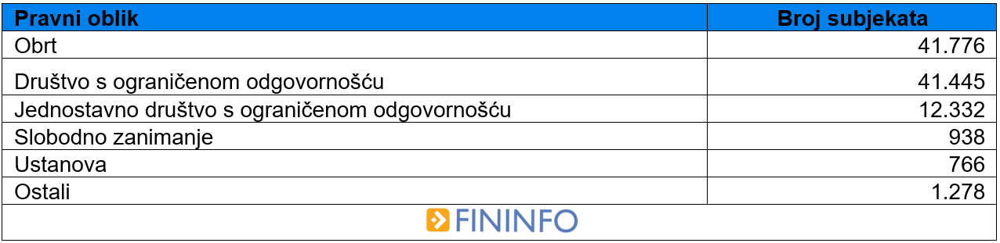 Pravni oblik Broj subjekata
Obrt 41.776
Društvo s ograničenom odgovornošću 41.445
Jednostavno društvo s ograničenom odgovornošću 12.332
Slobodno zanimanje 938
Ustanova 766
Ostali 1.278
FININFO